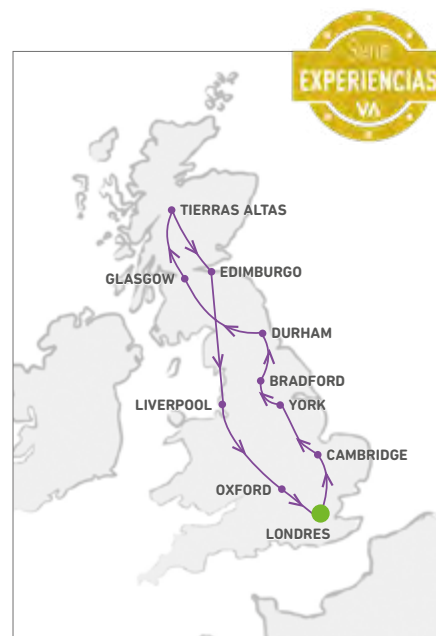 Serie
EXPERIENCIAS
VA
TIERRAS ALTAS
EDIMBURGO
GLASGOW
DURHAM
BRADFORD
LIVERPOOL
YORK
CAMBRIDGE
OXFORD
LONDRES